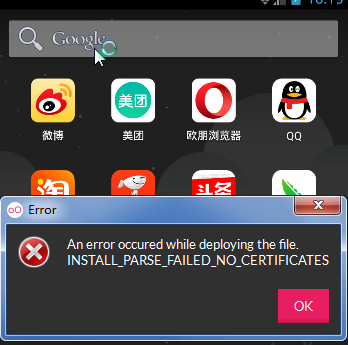 10:15
Google
微博
美团
美团
欧朋浏览器
QQ
淘
头条
Error
An error occured while deploying the file.
INSTALL_PARSE_FAILED_NO_CERTIFICATES
OK